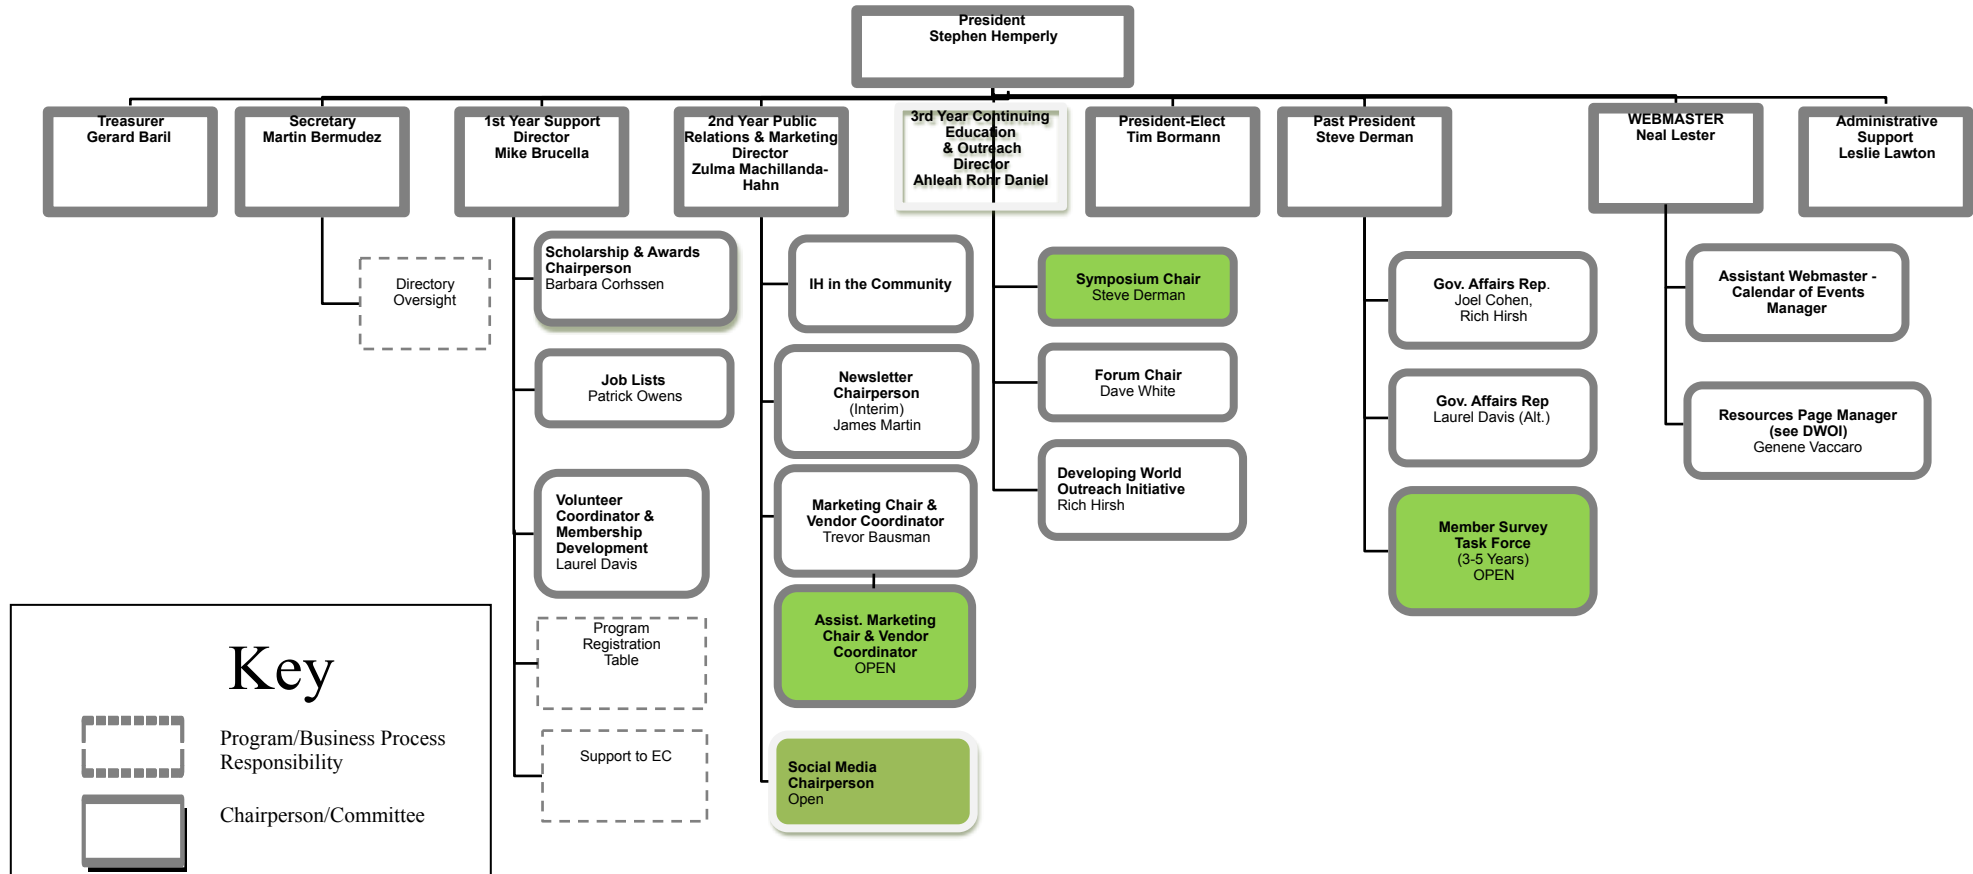 President
Stephen Hemperly
Treasurer
Gerard Baril
Secretary
Martin Bermudez
1st Year Support
Director
Mike Brucella
2nd Year Public
Relations & Marketing
Director
Zulma Machillanda-
Hahn
3rd Year Continuing
Education
& Outreach
Director
Ahleah Rohr Daniel
President-Elect
Tim Bormann
Past President
Steve Derman
WEBMASTER
Neal Lester
Administrative
Support
Leslie Lawton
Directory
Oversight
Scholarship & Awards
Chairperson
Barbara Corhssen
Job Lists
Patrick Owens
Volunteer
Coordinator &
Membership
Development
Laurel Davis
Program
Registration
Table
Support to EC
IH in the Community
Newsletter
Chairperson
(Interim)
James Martin
Marketing Chair &
Vendor Coordinator
Trevor Bausman
Assist. Marketing
Chair & Vendor
Coordinator
OPEN
Social Media
Chairperson
Open
Symposium Chair
Steve Derman
Forum Chair
Dave White
Developing World
Outreach Initiative
Rich Hirsh
Gov. Affairs Rep.
Joel Cohen,
Rich Hirsh
Gov. Affairs Rep
Laurel Davis (Alt.)
Member Survey
Task Force
(3-5 Years)
OPEN
Assistant Webmaster -
Calendar of Events
Manager
Resources Page Manager
(see DWOI)
Genene Vaccaro
Key
Program/Business Process
Responsibility
Chairperson/Committee